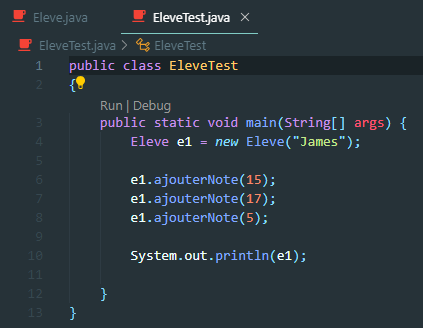 Eleve.java EleveTest.java ×
EleveTest.java > EleveTest
1 public class EleveTest
2 {
Run | Debug
3 public static void main(String[] args) {
4 Eleve e1 = new Eleve("James");
5
6 e1.ajouterNote(15);
7 e1.ajouterNote(17);
8 e1.ajouterNote(5);
9
10 System.out.println(e1);
11
12 }
13 }